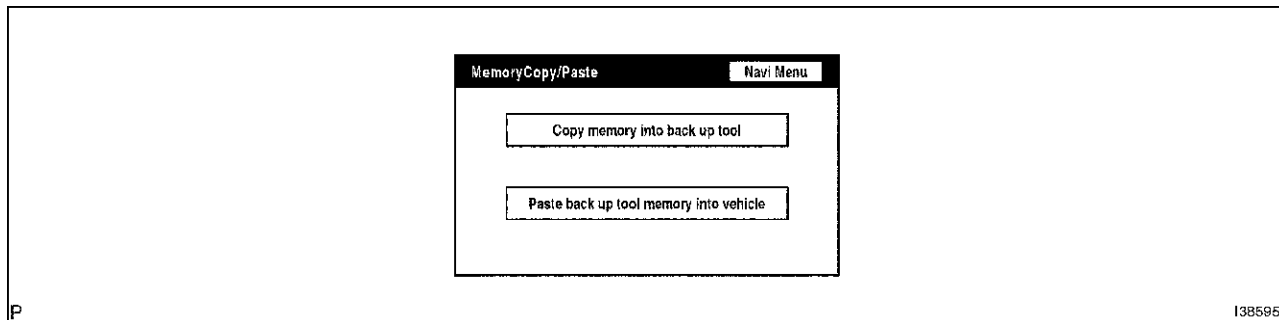 MemoryCopy/Paste Navi Menu
Copy memory into back up tool
Paste back up tool memory into vehicle
P I38595